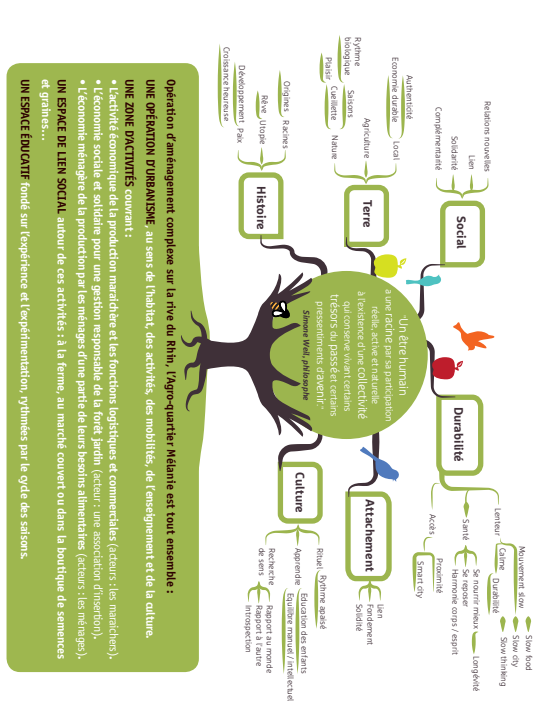 Relations nouvelles
Lien
Solidarité
Complémentarité
Social
Authenticité
Economie durable
Local
Agriculture
Rythme
biologique
Saisons
Plaisir
Cueillette
Nature
Terre
Origines
Racines
Rêve
Utopie
Développement
Paix
Croissance heureuse
Histoire
"Un être humain
a une racine par sa participation
réelle, active et naturelle
à l'existence d'une collectivité
qui conserve vivant certains
trésors du passé et certains
pressentiments d'avenir."
Simone Weil, philosophe
Durabilité
Lenteur
Mouvement slow
Slow food
Slow city
Slow thinking
Calme
Durabilité
Santé
Se nourrir mieux
Longévité
Se reposer
Harmonie corps / esprit
Accès
Proximité
Smart city
Attachement
Lien
Fondement
Solidité
Culture
Rituel
Rythme apaisé
Apprendre
Education des enfants
Equilibre manuel / intellectuel
Recherche
de sens
Rapport au monde
Rapport à l'autre
Introspection
Opération d'aménagement complexe sur la rive du Rhin, l'Agro-quartier Mélanie est tout ensemble :
UNE OPÉRATION D'URBANISME, au sens de l'habitat, des activités, des mobilités, de l'enseignement et de la culture.
UNE ZONE D'ACTIVITÉS couvrant :
• L'activité économique de la production maraichère et les fonctions logistiques et commerciales (acteurs : les maraichers).
• L'économie sociale et solidaire pour une gestion responsable de la forêt jardin (acteur : une association d'insertion).
• L'économie ménagère de la production par les ménages d'une partie de leurs besoins alimentaires (acteurs : les ménages).
UN ESPACE DE LIEN SOCIAL autour de ces activités : à la ferme, au marché couvert ou dans la boutique de semences
et graines...
UN ESPACE ÉDUCATIF fondé sur l'expérience et l'expérimentation, rythmées par le cycle des saisons.